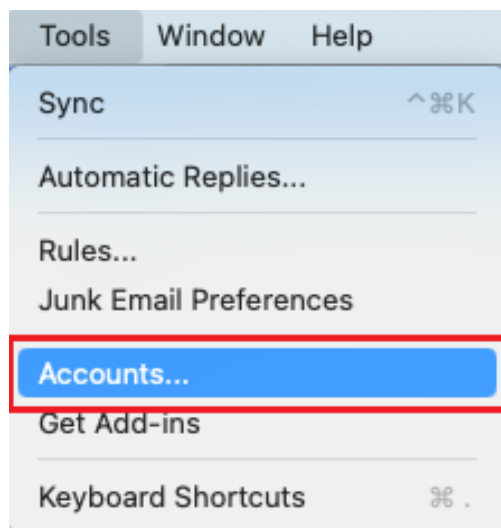 Tools Window Help
Sync ^⌘K
Automatic Replies...
Rules...
Junk Email Preferences
Accounts...
Get Add-ins
Keyboard Shortcuts ⌘ .